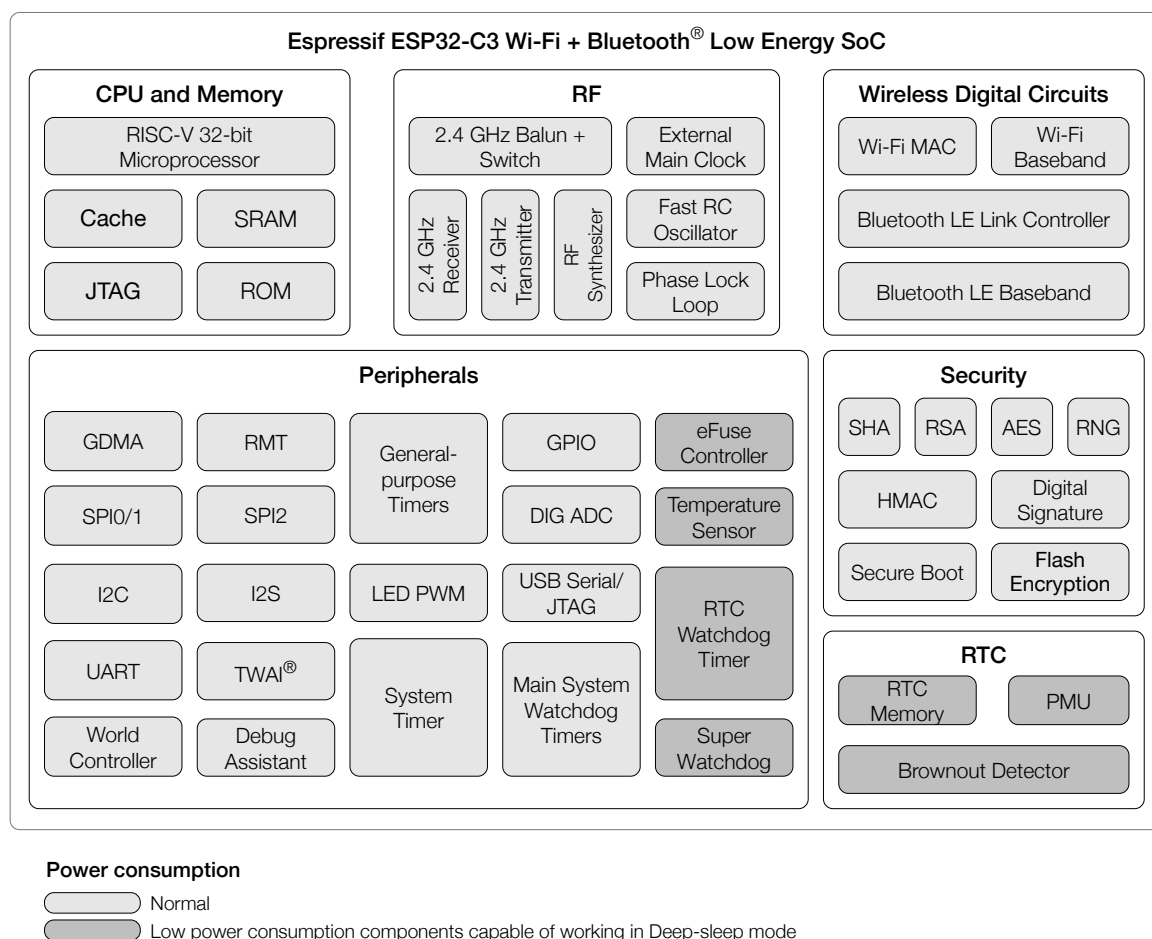 Espressif ESP32-C3 Wi-Fi + Bluetooth® Low Energy SoC
CPU and Memory
RISC-V 32-bit
Microprocessor
Cache
SRAM
JTAG
ROM
RF
2.4 GHz Balun +
Switch
External
Main Clock
2.4 GHz
Receiver
2.4 GHz
Transmitter
RF
Synthesizer
Fast RC
Oscillator
Phase Lock
Loop
Wireless Digital Circuits
Wi-Fi MAC
Wi-Fi
Baseband
Bluetooth LE Link Controller
Bluetooth LE Baseband
Peripherals
GDMA
RMT
General-
purpose
Timers
GPIO
eFuse
Controller
SPI0/1
SPI2
DIG ADC
Temperature
Sensor
I2C
I2S
LED PWM
USB Serial/
JTAG
RTC
Watchdog
Timer
UART
TWAI®
System
Timer
Main System
Watchdog
Timers
World
Controller
Debug
Assistant
Super
Watchdog
Security
SHA
RSA
AES
RNG
HMAC
Digital
Signature
Secure Boot
Flash
Encryption
RTC
RTC
Memory
PMU
Brownout Detector
Power consumption
Normal
Low power consumption components capable of working in Deep-sleep mode